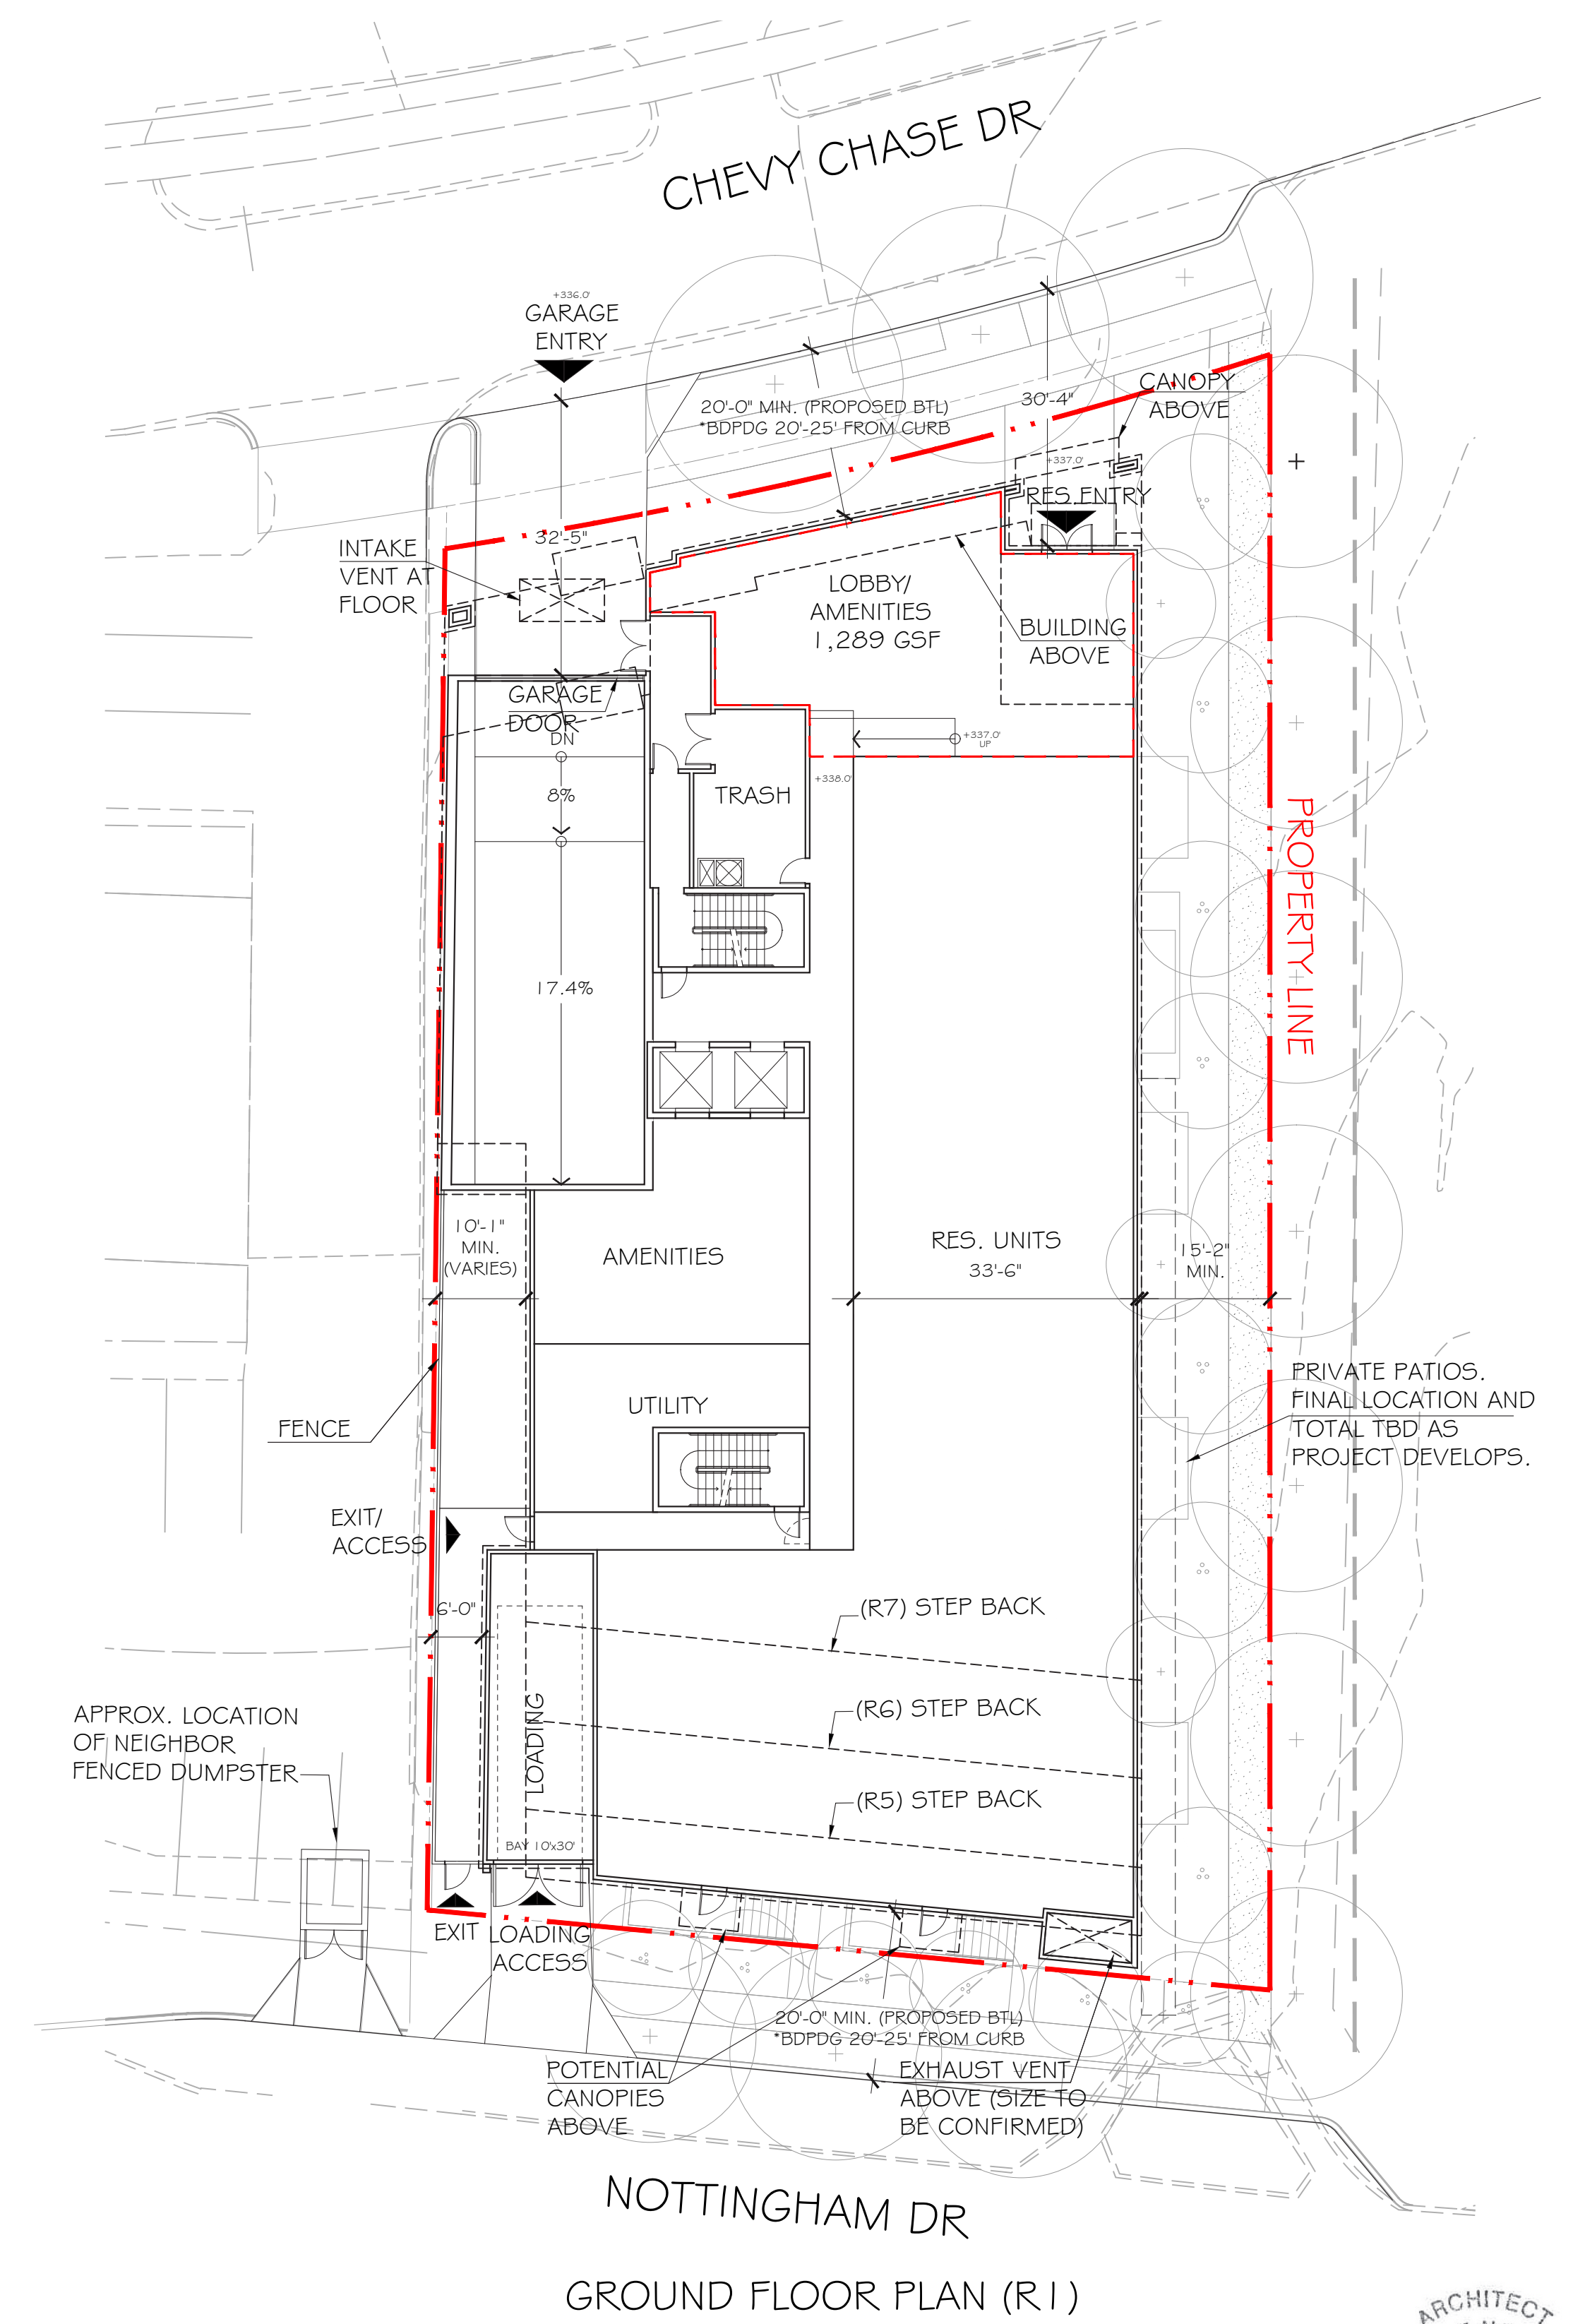 CHEVY CHASE DR
+336.0'
GARAGE
ENTRY
20'-0" MIN. (PROPOSED BTL)
*BDPDG 20'-25' FROM CURB
30'-4"
CANOPY
ABOVE
+337.0'
RES.ENTRY
32'-5"
INTAKE
VENT AT
FLOOR
LOBBY/
AMENITIES
1,289 GSF
BUILDING
ABOVE
GARAGE
DOOR
DN
+337.0'
UP
+338.0'
8%
TRASH
17.4%
PROPERTY LINE
10'-1"
MIN.
(VARIES)
AMENITIES
RES. UNITS
33'-6"
15'-2"
MIN.
PRIVATE PATIOS.
FINAL LOCATION AND
TOTAL TBD AS
PROJECT DEVELOPS.
FENCE
UTILITY
EXIT/
ACCESS
6'-0"
(R7) STEP BACK
(R6) STEP BACK
(R5) STEP BACK
LOADING
BAY 10'x30'
APPROX. LOCATION
OF NEIGHBOR
FENCED DUMPSTER
EXIT
LOADING
ACCESS
20'-0" MIN. (PROPOSED BTL)
*BDPDG 20'-25' FROM CURB
POTENTIAL
CANOPIES
ABOVE
EXHAUST VENT
ABOVE (SIZE TO
BE CONFIRMED)
NOTTINGHAM DR
GROUND FLOOR PLAN (R1)
ARCHITECT